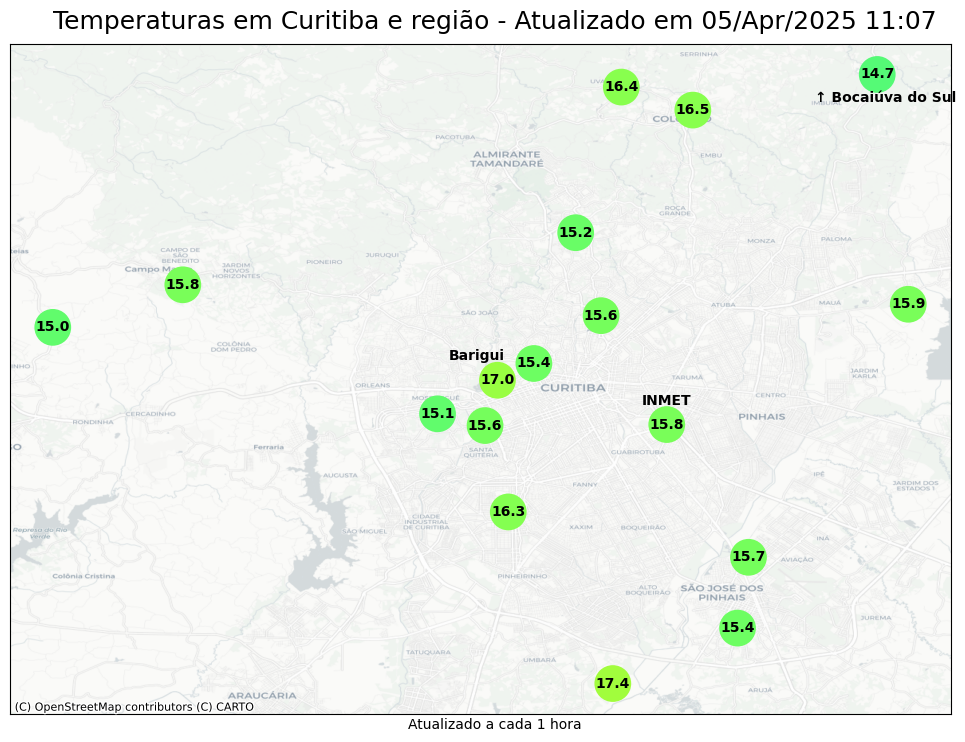 Temperaturas em Curitiba e região - Atualizado em 05/Apr/2025 11:07
SERRINHA
14.7
16.4
↑ Bocaiúva do Sul
16.5
PACOTUBA
ALMIRANTE
TAMANDARÉ
EMBU
ROÇA
GRANDE
15.2
MONZA
PALOMA
CAMPO DE
SÃO
BENEDITO
JURUQUI
PIONEIRO
JARDIM
NOVOS
HORIZONTES
15.8
15.9
MAUÁ
ATUBA
15.0
SÃO JOÃO
15.6
COLÔNIA
DOM PEDRO
Barigui
15.4
JARDIM
KARLA
17.0
TARUMÃ
ORLEANS
CURITIBA
CENTRO
INMET
CERCADINHO
15.1
PINHAIS
RONDINHA
15.6
15.8
Ferraria
SANTA
QUITÉRIA
GUABIROTUBA
AUGUSTA
IPÊ
FANNY
JARDIM DOS
ESTADOS 1
16.3
CIDADE
INDUSTRIAL
DE CURITIBA
SÃO MIGUEL
XAXIM
BOQUEIRÃO
Represa do Rio
Verde
INÁ
15.7
AVIAÇÃO
Colônia Cristina
PINHEIRINHO
ALTO
BOQUEIRÃO
SÃO JOSÉ DOS
PINHAIS
JUREMA
15.4
TATUQUARA
UMBARÁ
17.4
ARUJÁ
ARAUCÁRIA
(C) OpenStreetMap contributors (C) CARTO
Atualizado a cada 1 hora